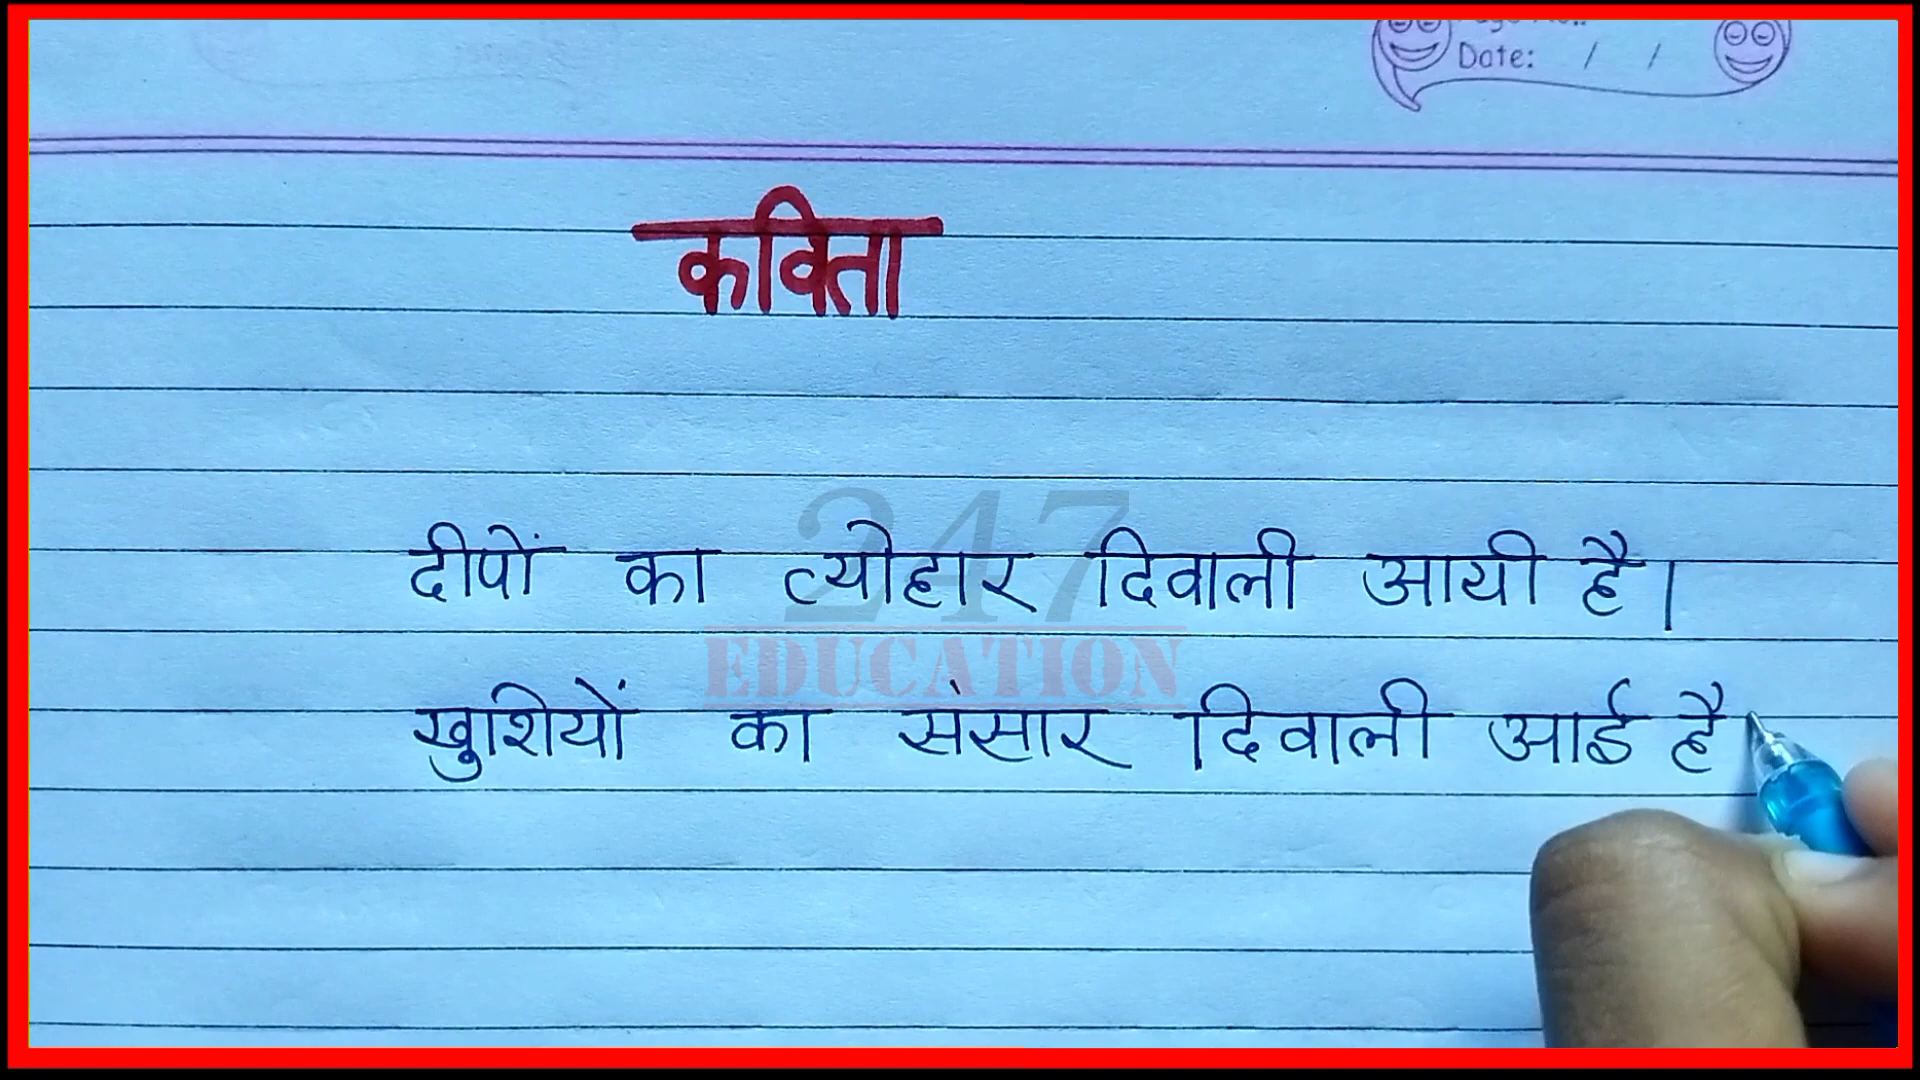 Date: / /
कविता
दीपों का त्योहार दिवाली आयी है।
247
EDUCATION
खुशियों का संसार दिवाली आई है